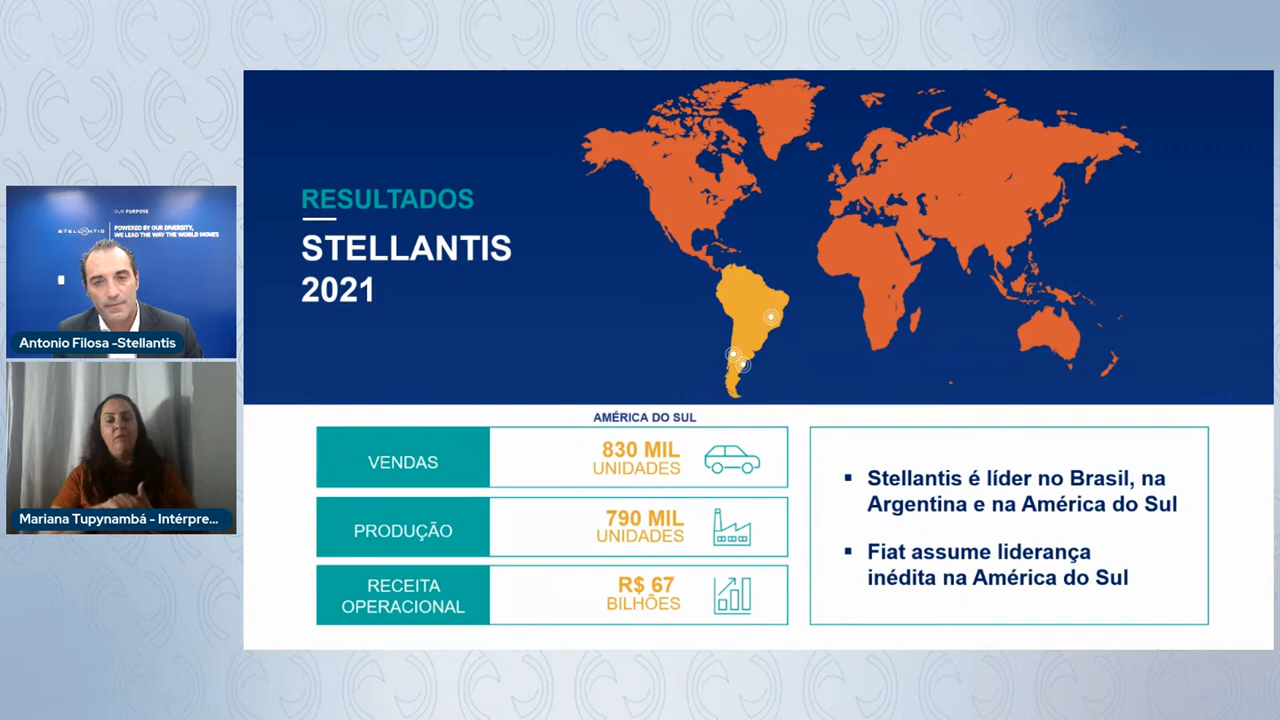 OUR PURPOSE
STELLANTIS
POWERED BY OUR DIVERSITY,
WE LEAD THE WAY THE WORLD MOVES
Antonio Filosa -Stellantis
Mariana Tupynambá - Intérpre...
RESULTADOS
STELLANTIS
2021
AMÉRICA DO SUL
VENDAS
830 MIL
UNIDADES
PRODUÇÃO
790 MIL
UNIDADES
RECEITA
OPERACIONAL
R$ 67
BILHÕES
▪ Stellantis é líder no Brasil, na
Argentina e na América do Sul
▪ Fiat assume liderança
inédita na América do Sul